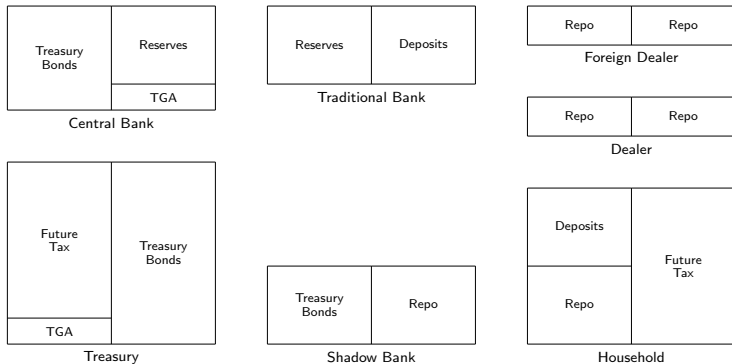 Treasury
Bonds
Reserves
TGA
Central Bank
Reserves
Deposits
Traditional Bank
Repo
Repo
Foreign Dealer
Repo
Repo
Dealer
Future
Tax
TGA
Treasury
Bonds
Treasury
Treasury
Bonds
Repo
Shadow Bank
Deposits
Repo
Future
Tax
Household